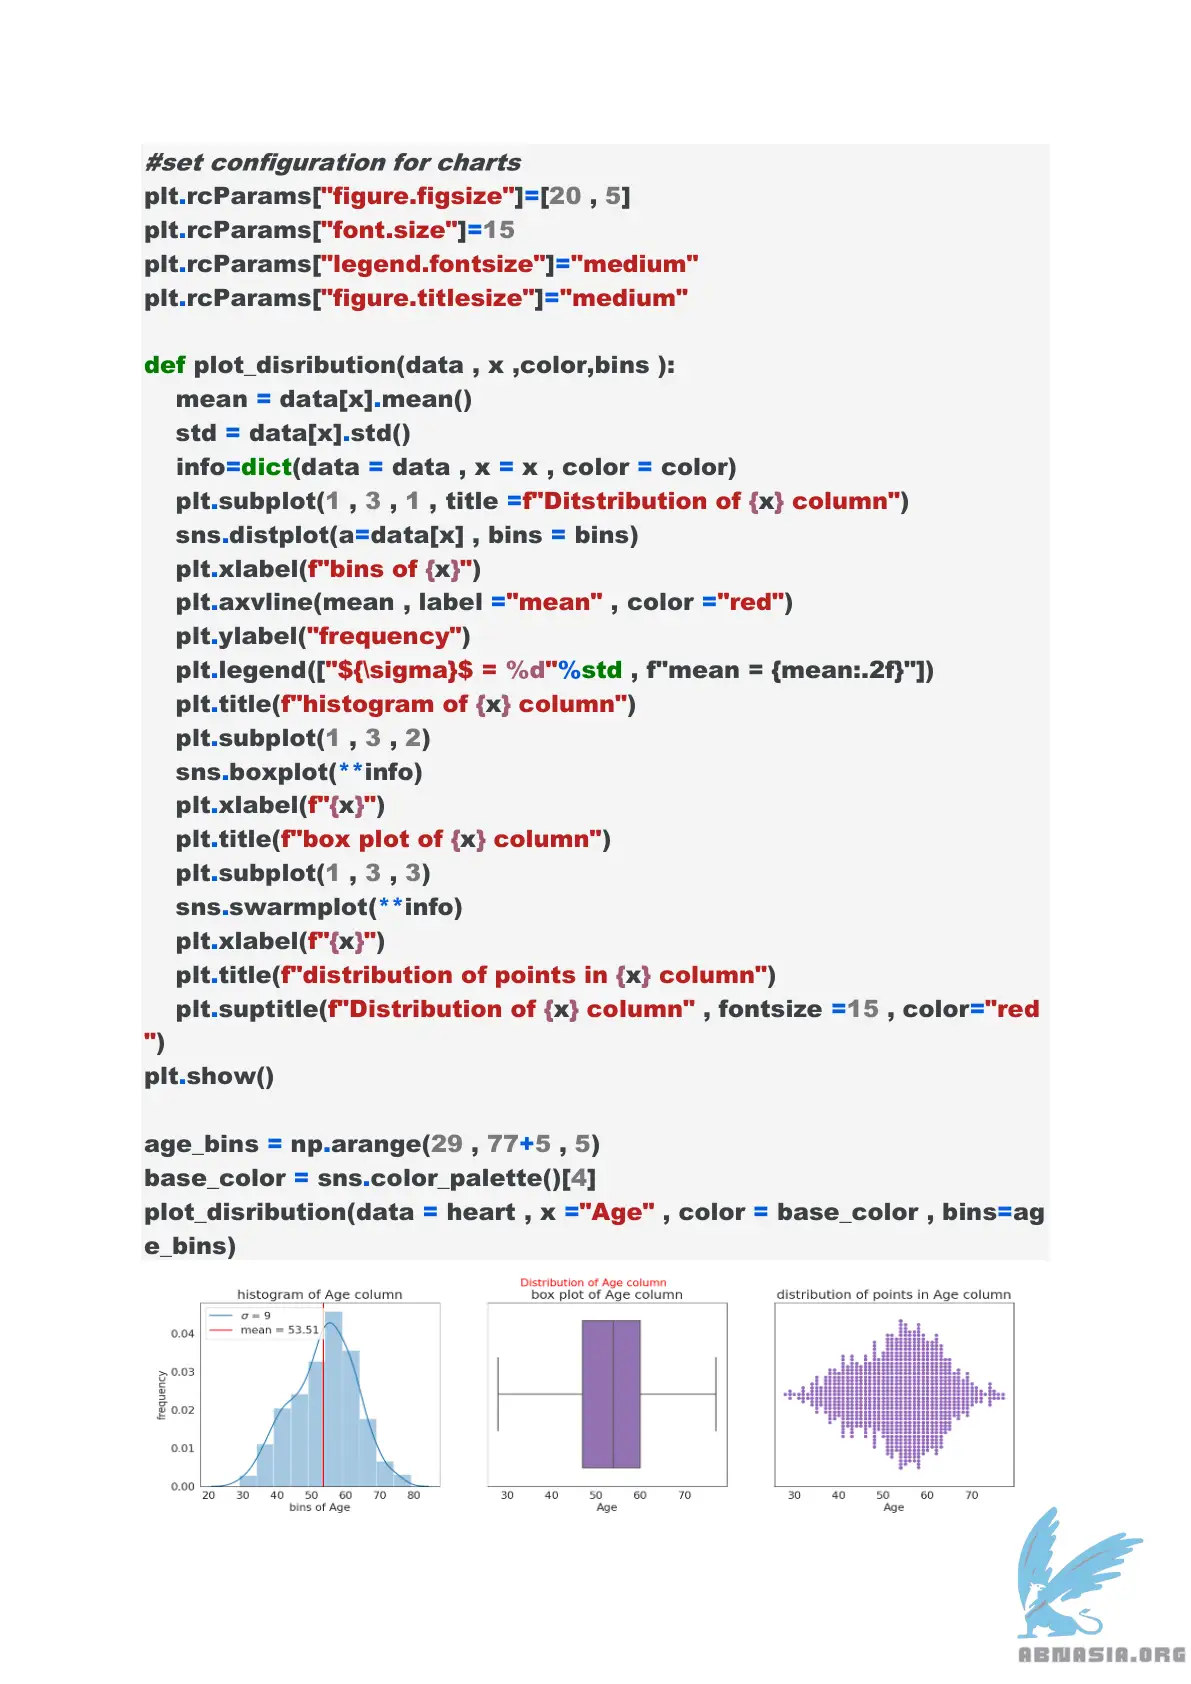 #set configuration for charts
plt.rcParams["figure.figsize"]=[20 , 5]
plt.rcParams["font.size"]=15
plt.rcParams["legend.fontsize"]="medium"
plt.rcParams["figure.titlesize"]="medium"
def plot_disribution(data , x ,color,bins ):
    mean = data[x].mean()
    std = data[x].std()
    info=dict(data = data , x = x , color = color)
    plt.subplot(1 , 3 , 1 , title =f"Ditstribution of {x} column")
    sns.distplot(a=data[x] , bins = bins)
    plt.xlabel(f"bins of {x}")
    plt.axvline(mean , label ="mean" , color ="red")
    plt.ylabel("frequency")
    plt.legend(["${\sigma}$ = %d"%std , f"mean = {mean:.2f}"])
    plt.title(f"histogram of {x} column")
    plt.subplot(1 , 3 , 2)
    sns.boxplot(**info)
    plt.xlabel(f"{x}")
    plt.title(f"box plot of {x} column")
    plt.subplot(1 , 3 , 3)
    sns.swarmplot(**info)
    plt.xlabel(f"{x}")
    plt.title(f"distribution of points in {x} column")
    plt.suptitle(f"Distribution of {x} column" , fontsize =15 , color="red
")
plt.show()
age_bins = np.arange(29 , 77+5 , 5)
base_color = sns.color_palette()[4]
plot_disribution(data = heart , x ="Age" , color = base_color , bins=ag
e_bins)
Distribution of Age column
histogram of Age column
σ = 9
mean = 53.51
frequency
0.04
0.03
0.02
0.01
0.00
20 30 40 50 60 70 80
bins of Age
box plot of Age column
30 40 50 60 70
Age
distribution of points in Age column
30 40 50 60 70
Age
ABNASIA.ORG